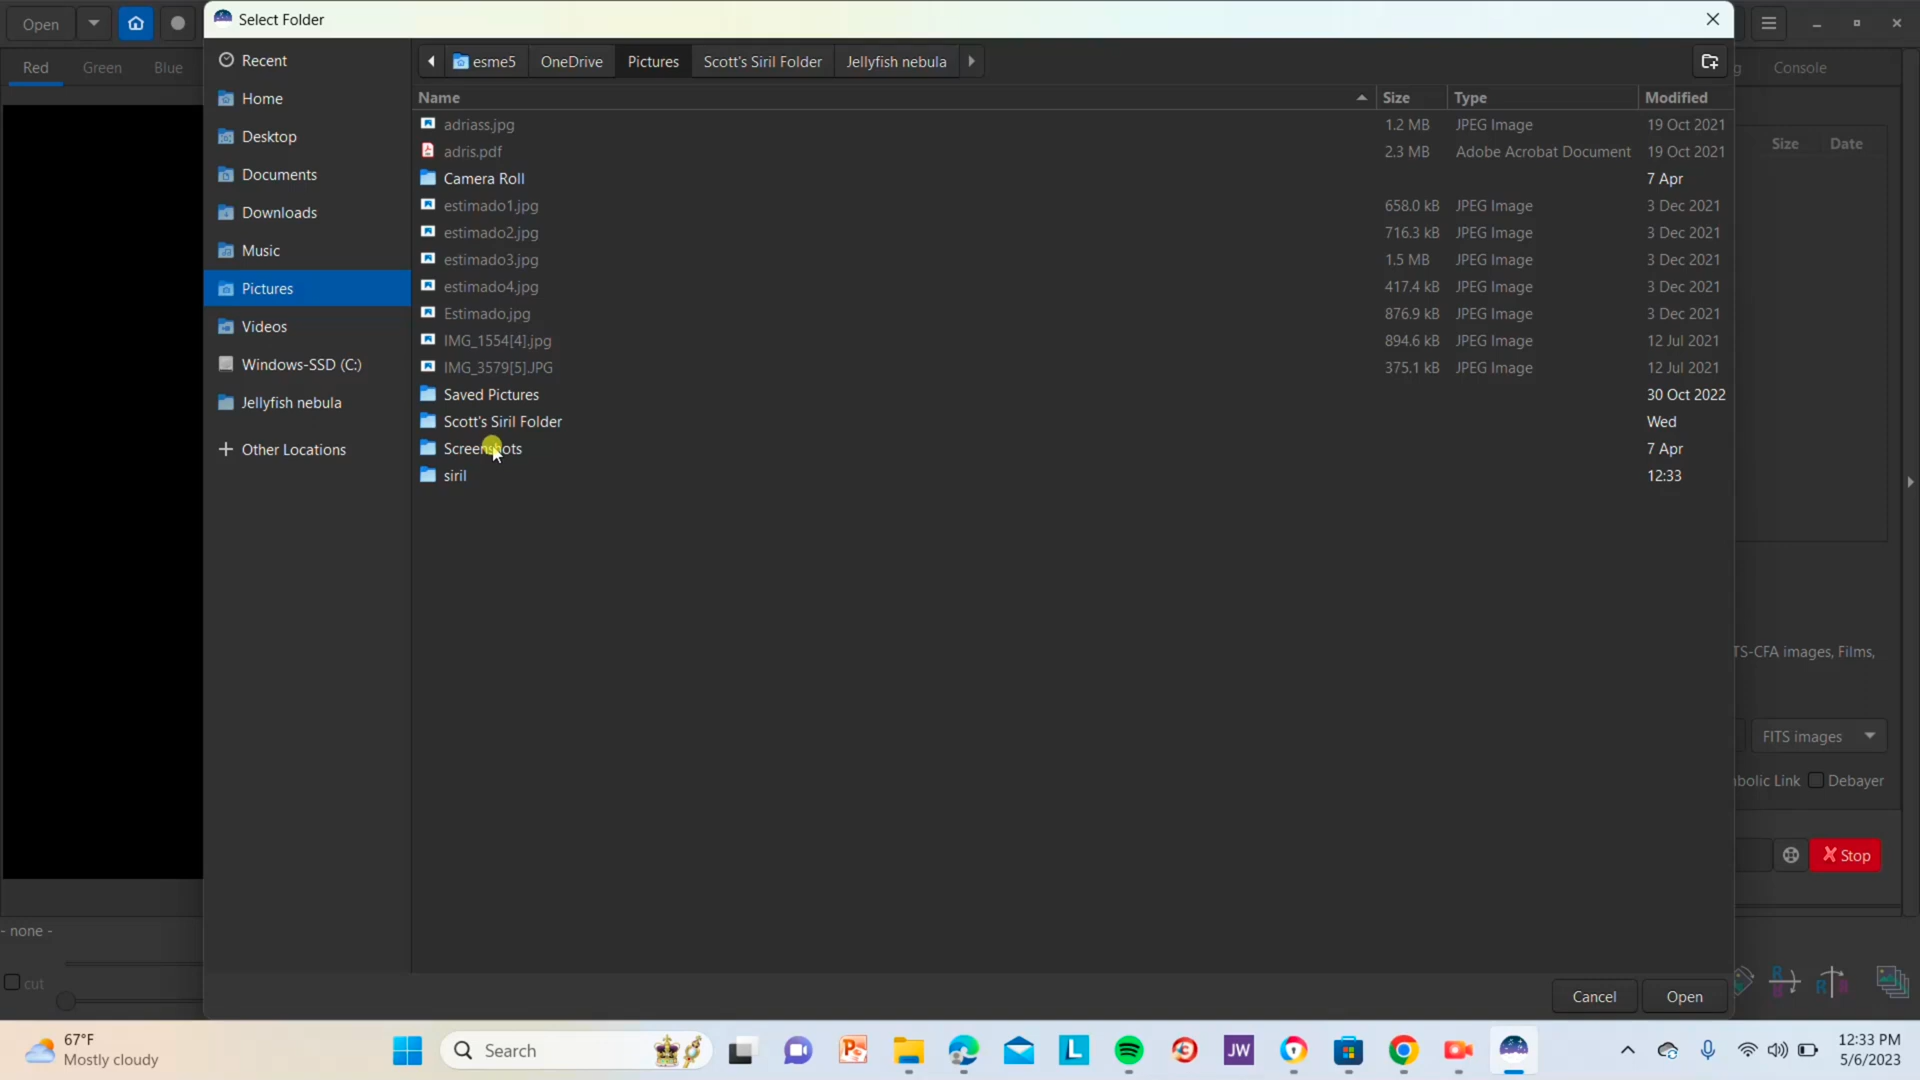 Select Folder
Open
Red Green Blue
Recent
Home
Desktop
Documents
Downloads
Music
Pictures
Videos
Windows-SSD (C:)
Jellyfish nebula
Other Locations
esme5 OneDrive Pictures Scott's Siril Folder Jellyfish nebula
Name Size Type Modified
adriass.jpg 1.2 MB JPEG Image 19 Oct 2021
adris.pdf 2.3 MB Adobe Acrobat Document 19 Oct 2021
Camera Roll 7 Apr
estimado1.jpg 658.0 kB JPEG Image 3 Dec 2021
estimado2.jpg 716.3 kB JPEG Image 3 Dec 2021
estimado3.jpg 1.5 MB JPEG Image 3 Dec 2021
estimado4.jpg 417.4 kB JPEG Image 3 Dec 2021
Estimado.jpg 876.9 kB JPEG Image 3 Dec 2021
IMG_1554[4].jpg 894.6 kB JPEG Image 12 Jul 2021
IMG_3579[5].JPG 375.1 kB JPEG Image 12 Jul 2021
Saved Pictures 30 Oct 2022
Scott's Siril Folder Wed
Screenshots 7 Apr
siril 12:33
Console
Size Date
TS-CFA images, Films,
FITS images
bolic Link Debayer
Stop
- none -
cut
Cancel Open
67°F
Mostly cloudy
Search
L
JW
12:33 PM
5/6/2023